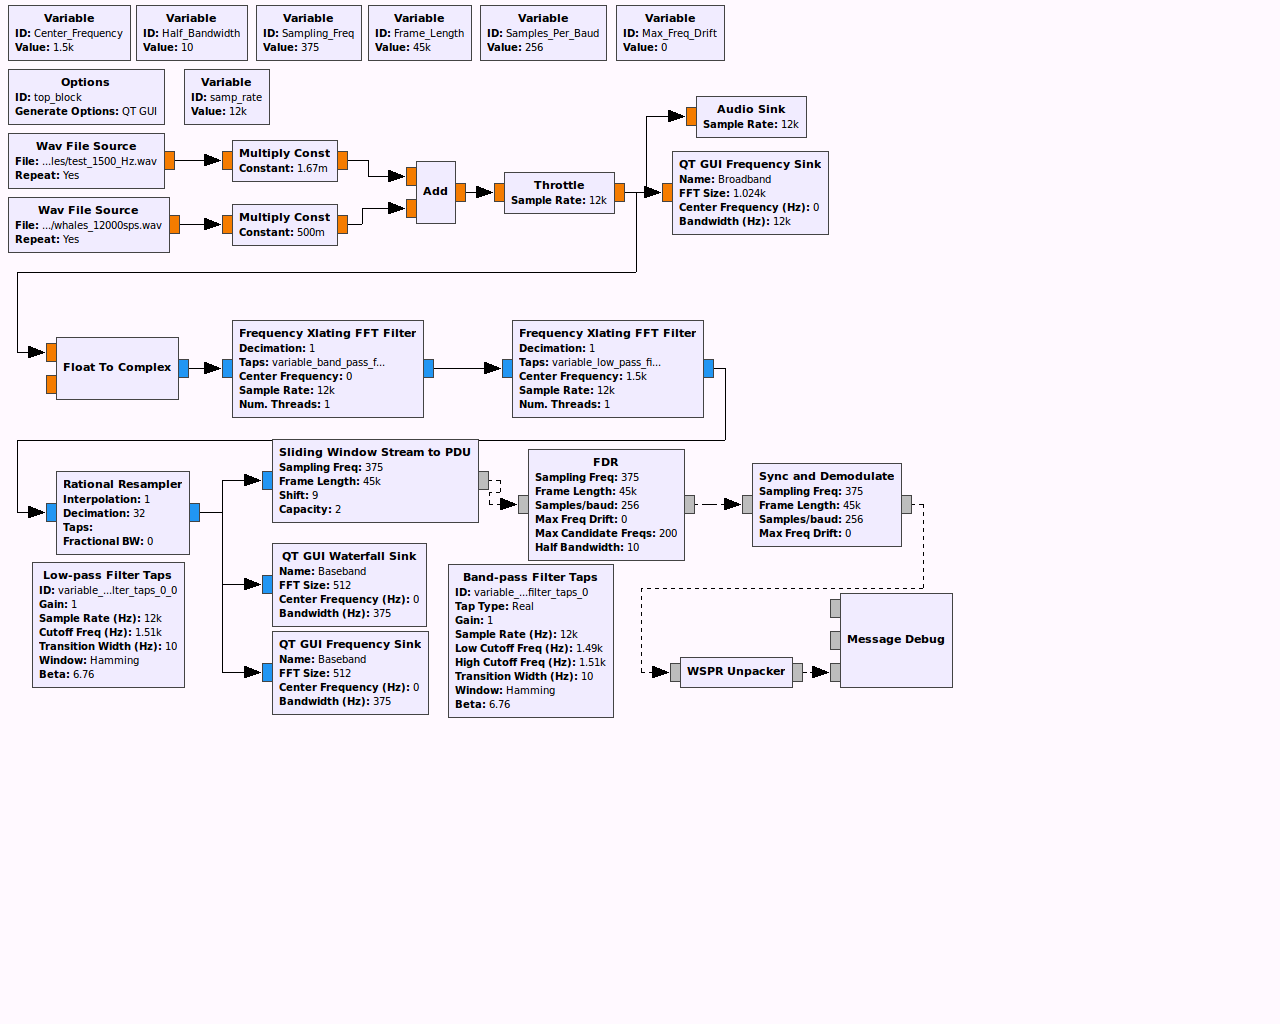 Variable
ID: Center_Frequency
Value: 1.5k
Variable
ID: Half_Bandwidth
Value: 10
Variable
ID: Sampling_Freq
Value: 375
Variable
ID: Frame_Length
Value: 45k
Variable
ID: Samples_Per_Baud
Value: 256
Variable
ID: Max_Freq_Drift
Value: 0
Options
ID: top_block
Generate Options: QT GUI
Variable
ID: samp_rate
Value: 12k
Wav File Source
File: ...les/test_1500_Hz.wav
Repeat: Yes
Multiply Const
Constant: 1.67m
Wav File Source
File: .../whales_12000sps.wav
Repeat: Yes
Multiply Const
Constant: 500m
Add
Throttle
Sample Rate: 12k
Audio Sink
Sample Rate: 12k
QT GUI Frequency Sink
Name: Broadband
FFT Size: 1.024k
Center Frequency (Hz): 0
Bandwidth (Hz): 12k
Float To Complex
Frequency Xlating FFT Filter
Decimation: 1
Taps: variable_band_pass_f...
Center Frequency: 0
Sample Rate: 12k
Num. Threads: 1
Frequency Xlating FFT Filter
Decimation: 1
Taps: variable_low_pass_fi...
Center Frequency: 1.5k
Sample Rate: 12k
Num. Threads: 1
Rational Resampler
Interpolation: 1
Decimation: 32
Taps:
Fractional BW: 0
Sliding Window Stream to PDU
Sampling Freq: 375
Frame Length: 45k
Shift: 9
Capacity: 2
FDR
Sampling Freq: 375
Frame Length: 45k
Samples/baud: 256
Max Freq Drift: 0
Max Candidate Freqs: 200
Half Bandwidth: 10
Sync and Demodulate
Sampling Freq: 375
Frame Length: 45k
Samples/baud: 256
Max Freq Drift: 0
QT GUI Waterfall Sink
Name: Baseband
FFT Size: 512
Center Frequency (Hz): 0
Bandwidth (Hz): 375
Low-pass Filter Taps
ID: variable_...lter_taps_0_0
Gain: 1
Sample Rate (Hz): 12k
Cutoff Freq (Hz): 1.51k
Transition Width (Hz): 10
Window: Hamming
Beta: 6.76
QT GUI Frequency Sink
Name: Baseband
FFT Size: 512
Center Frequency (Hz): 0
Bandwidth (Hz): 375
Band-pass Filter Taps
ID: variable_...filter_taps_0
Tap Type: Real
Gain: 1
Sample Rate (Hz): 12k
Low Cutoff Freq (Hz): 1.49k
High Cutoff Freq (Hz): 1.51k
Transition Width (Hz): 10
Window: Hamming
Beta: 6.76
WSPR Unpacker
Message Debug